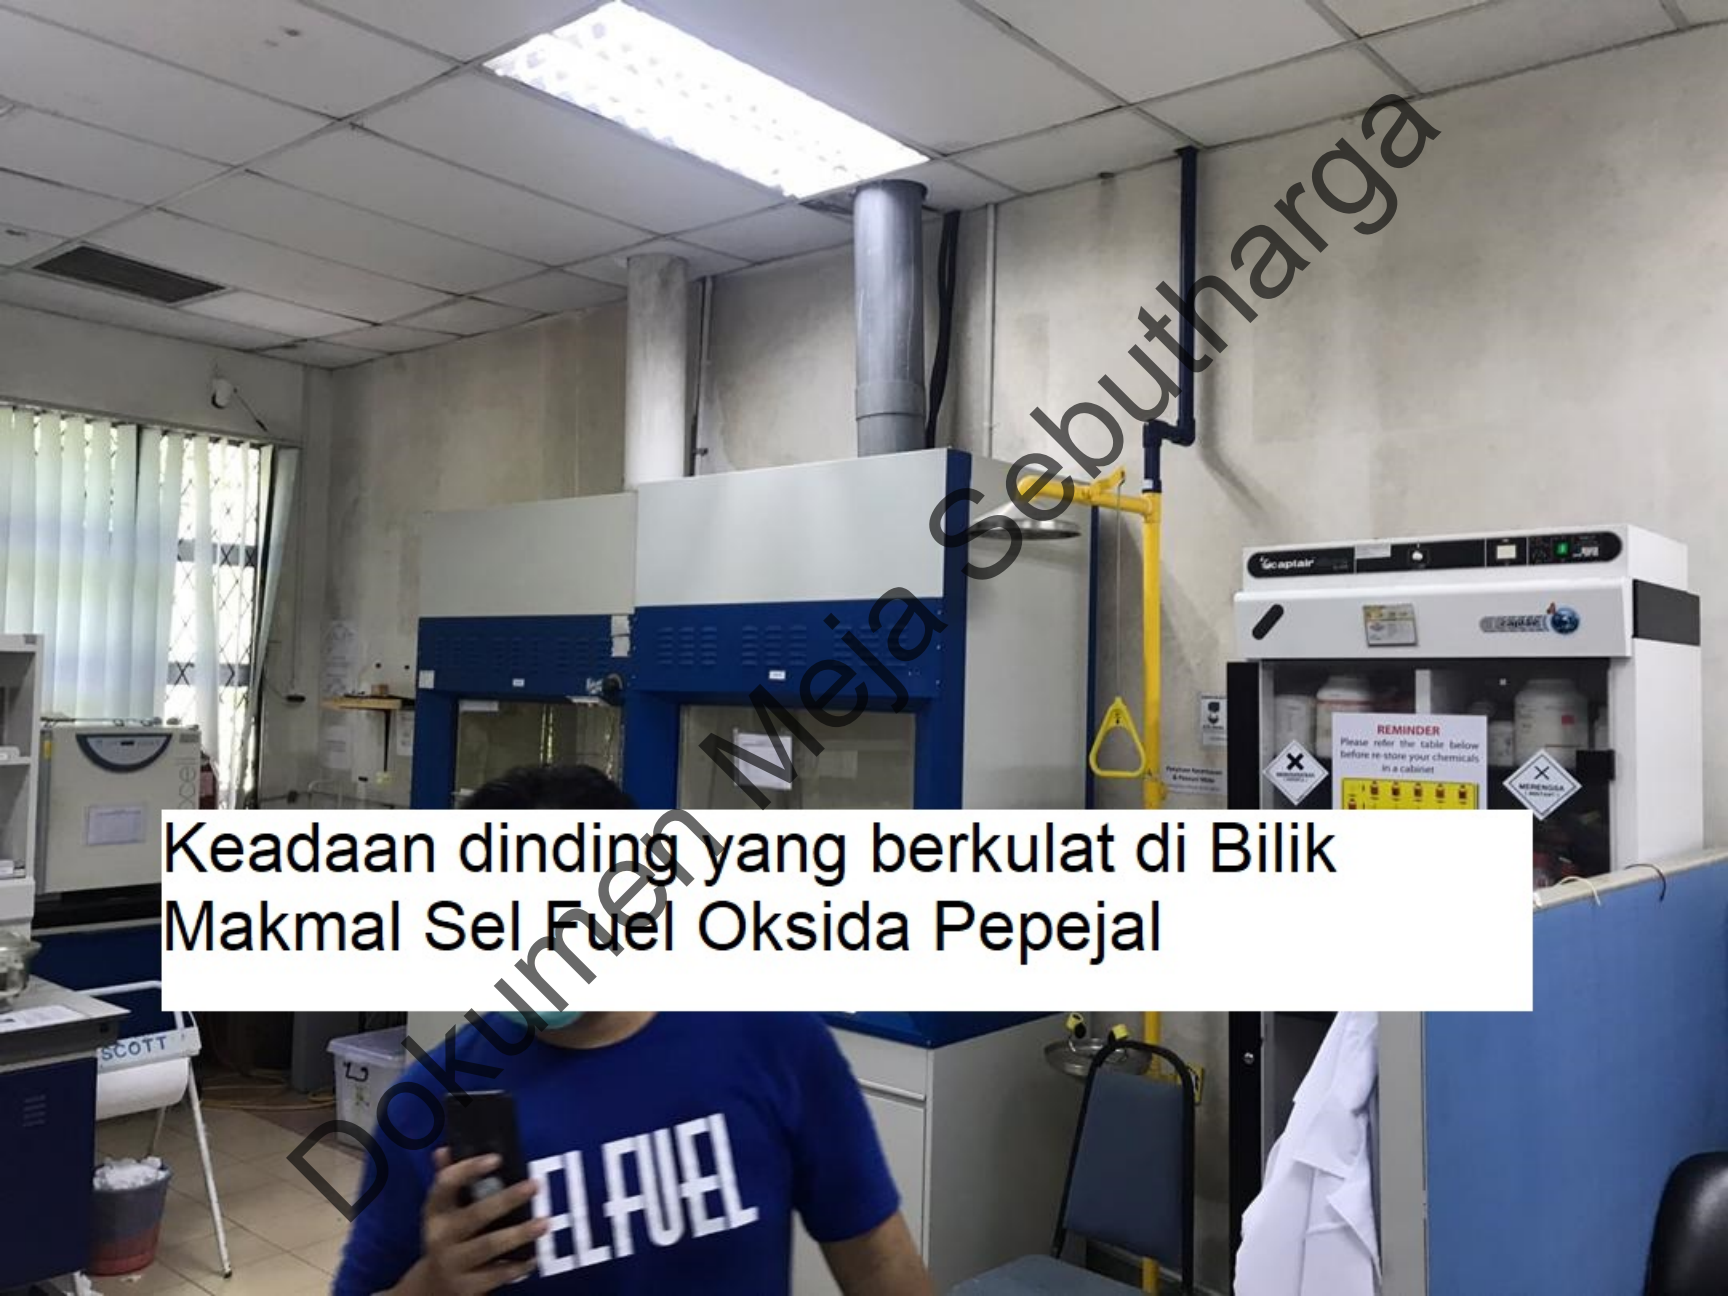 captair
REMINDER
Please refer the table below
before re-store your chemicals
in a cabinet
MERENGSA
Keadaan dinding yang berkulat di Bilik
Makmal Sel Fuel Oksida Pepejal
SCOTT
ELFUEL
Dokumen Meja Sebutharga